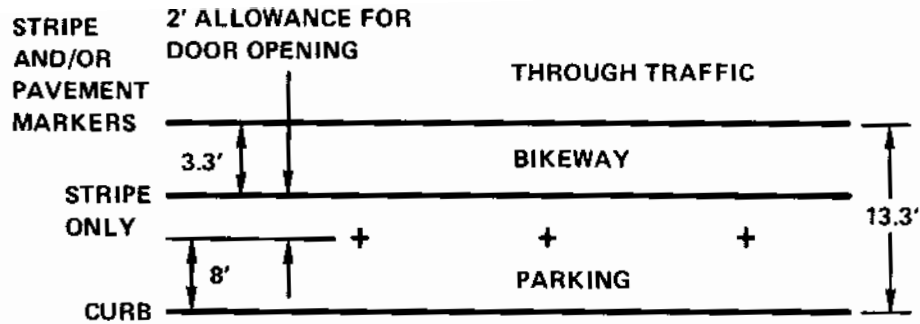 STRIPE
AND/OR
PAVEMENT
MARKERS
2' ALLOWANCE FOR
DOOR OPENING
THROUGH TRAFFIC
3.3'
BIKEWAY
STRIPE
ONLY
13.3'
8'
PARKING
CURB